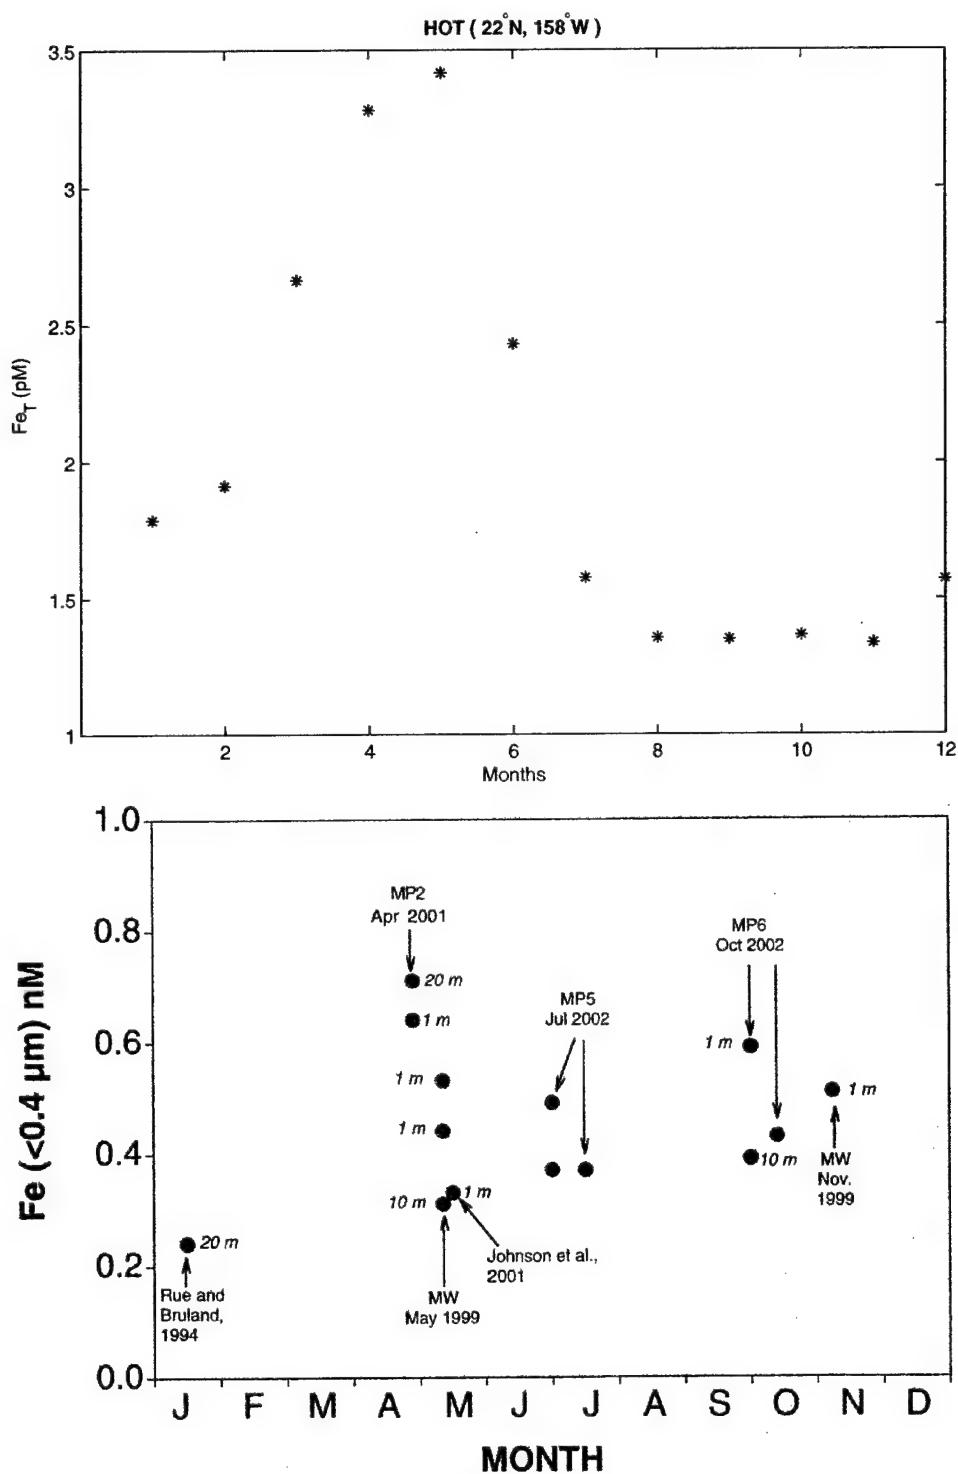 HOT ( 22°N, 158°W )
3.5
3
2.5
2
1.5
1
Fe_T (pM)
2
4
6
8
10
12
Months
1.0
0.8
0.6
0.4
0.2
0.0
Fe (<0.4 µm) nM
MP2
Apr 2001
20 m
1 m
1 m
1 m
10 m
1 m
Johnson et al.,
2001
MW
May 1999
20 m
Rue and
Bruland,
1994
MP5
Jul 2002
MP6
Oct 2002
1 m
10 m
1 m
MW
Nov.
1999
J F M A M J J A S O N D
MONTH